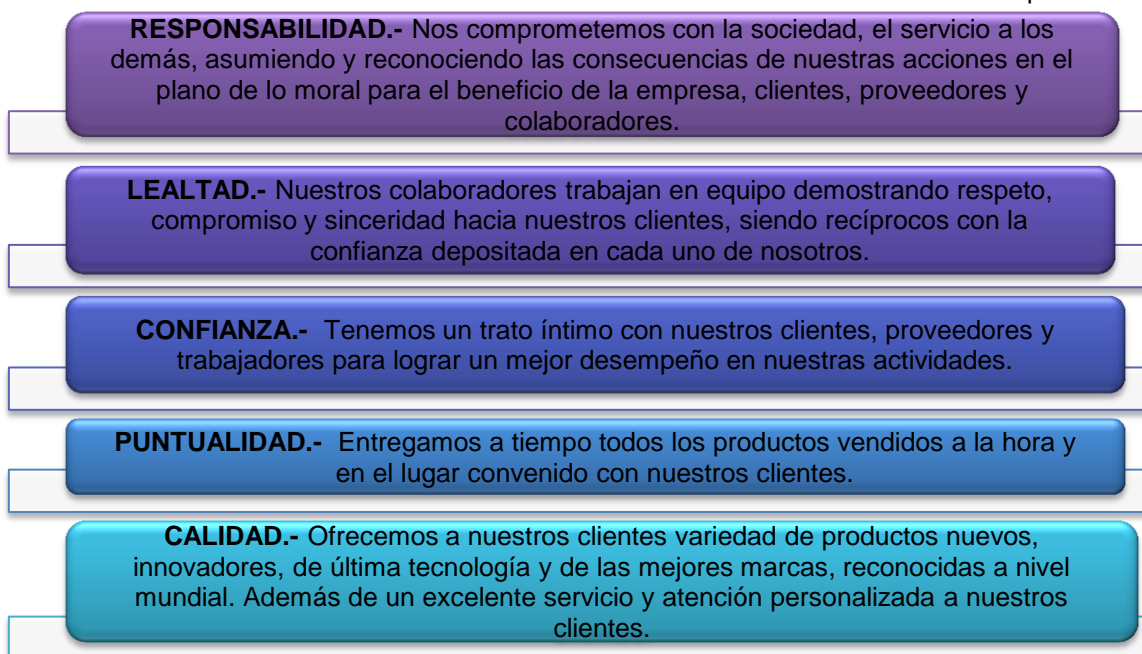 RESPONSABILIDAD.- Nos comprometemos con la sociedad, el servicio a los
demás, asumiendo y reconociendo las consecuencias de nuestras acciones en el
plano de lo moral para el beneficio de la empresa, clientes, proveedores y
colaboradores.
LEALTAD.- Nuestros colaboradores trabajan en equipo demostrando respeto,
compromiso y sinceridad hacia nuestros clientes, siendo recíprocos con la
confianza depositada en cada uno de nosotros.
CONFIANZA.- Tenemos un trato íntimo con nuestros clientes, proveedores y
trabajadores para lograr un mejor desempeño en nuestras actividades.
PUNTUALIDAD.- Entregamos a tiempo todos los productos vendidos a la hora y
en el lugar convenido con nuestros clientes.
CALIDAD.- Ofrecemos a nuestros clientes variedad de productos nuevos,
innovadores, de última tecnología y de las mejores marcas, reconocidas a nivel
mundial. Además de un excelente servicio y atención personalizada a nuestros
clientes.